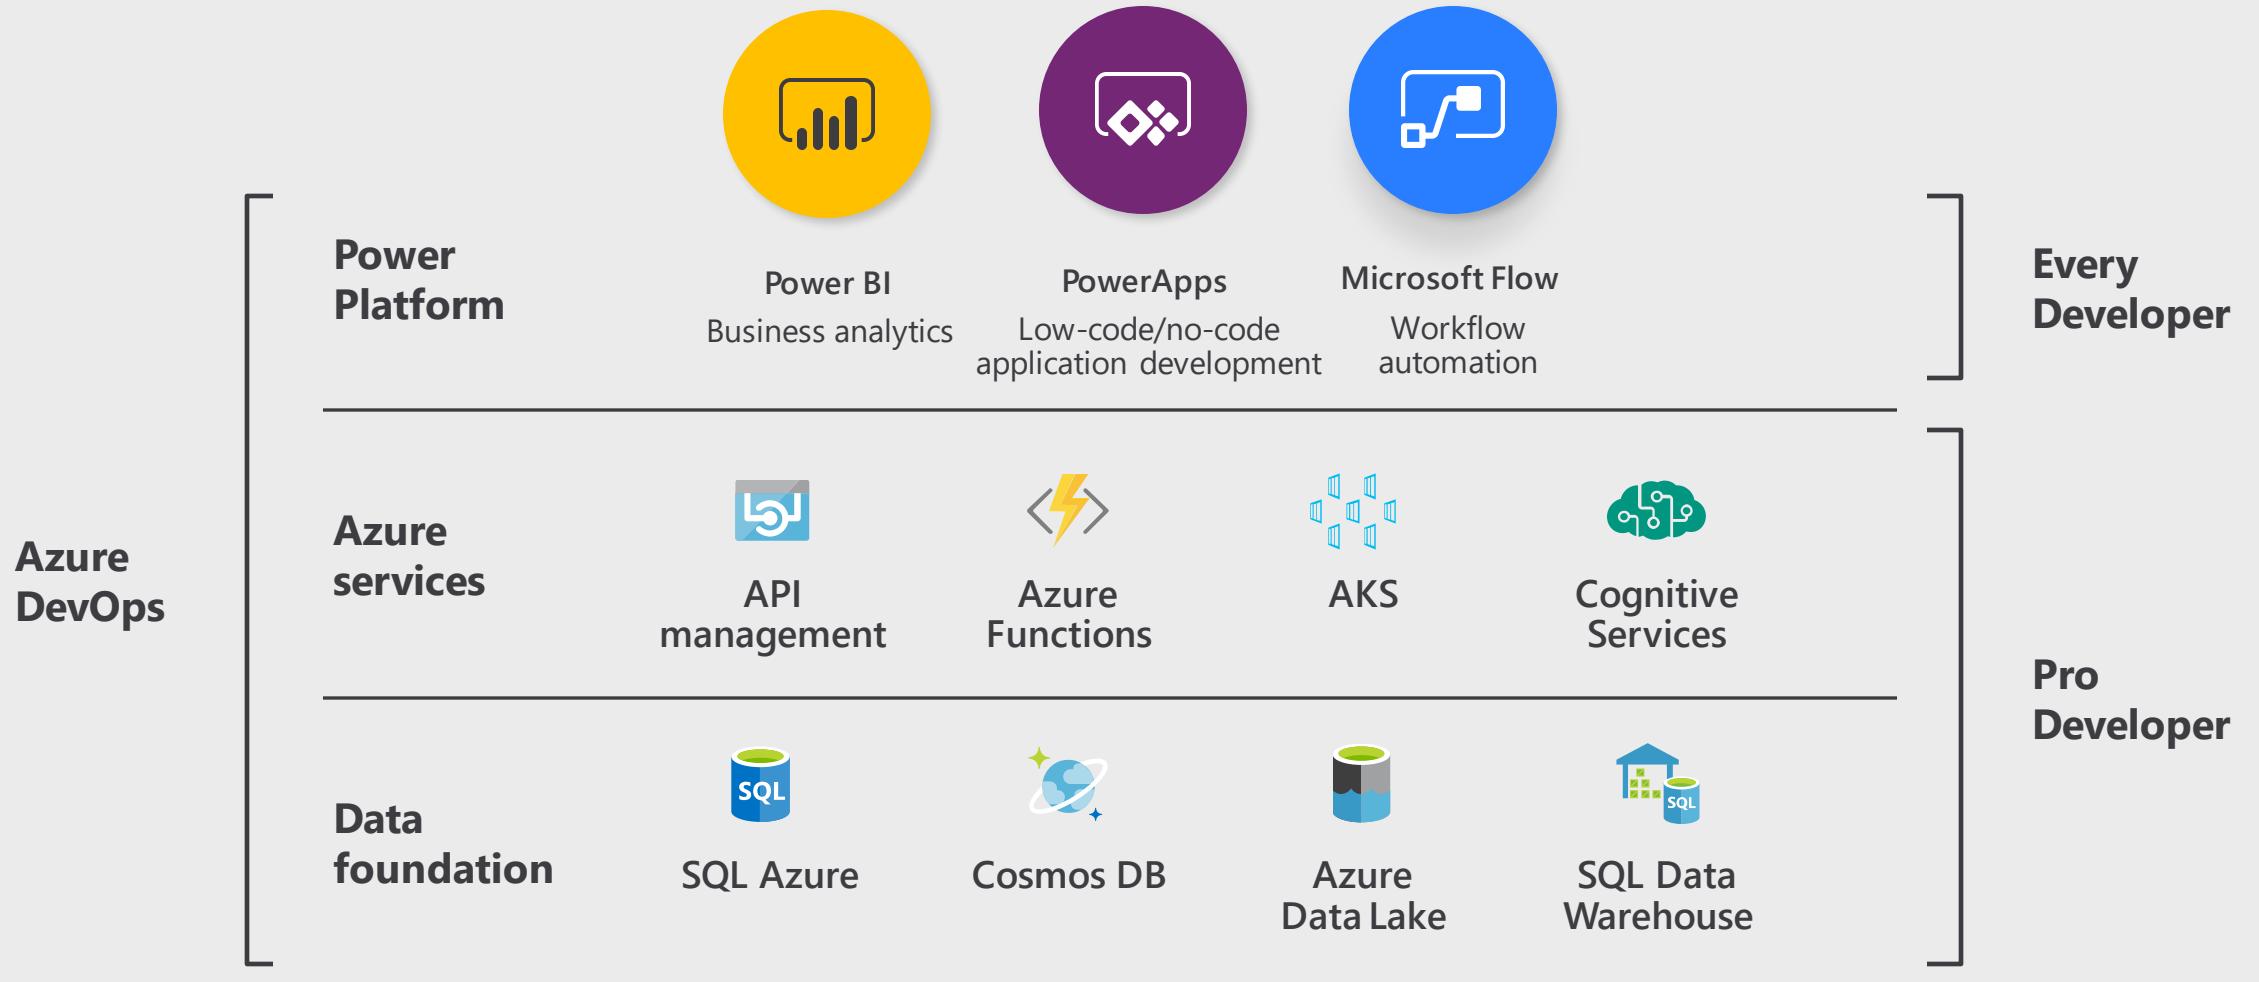 Power BI
Business analytics
PowerApps
Low-code/no-code
application development
Microsoft Flow
Workflow
automation
Power
Platform
Every
Developer
Azure
DevOps
Azure
services
API
management
Azure
Functions
AKS
Cognitive
Services
Pro
Developer
Data
foundation
SQL
SQL Azure
Cosmos DB
Azure
Data Lake
SQL
SQL Data
Warehouse